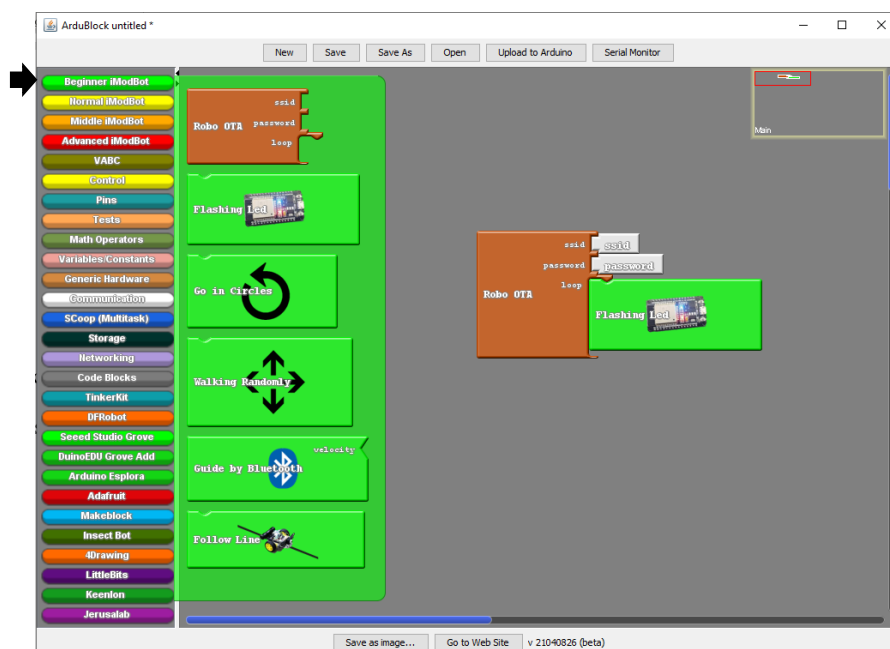 ArduBlock untitled *
New
Save
Save As
Open
Upload to Arduino
Serial Monitor
Beginner iModBot
Normal iModBot
Middle iModBot
Advanced iModBot
VABC
Control
Pins
Tests
Math Operators
Variables/Constants
Generic Hardware
Communication
SCoop (Multitask)
Storage
Networking
Code Blocks
TinkerKit
DFRobot
Seeed Studio Grove
DuinoEDU Grove Add
Arduino Esplora
Adafruit
Makeblock
Insect Bot
4Drawing
LittleBits
Keenlon
Jerusalab
ssid
Robo OTA password
loop
Flashing Led
Go in Circles
Walking Randomly
velocity
Guide by Bluetooth
Follow Line
Main
ssid ssid
password password
loop
Robo OTA
Flashing Led
Save as image...
Go to Web Site
v 21040826 (beta)